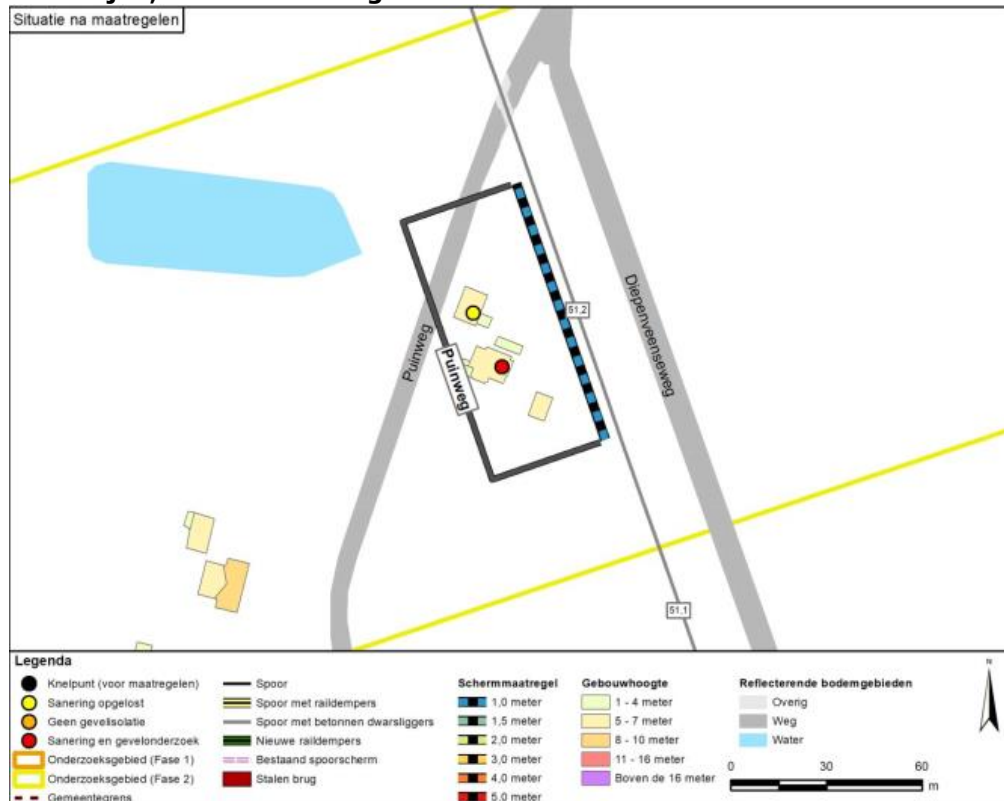 Situatie na maatregelen
Puinweg
Puinweg
Diepenveenseweg
51,2
51,1
Legenda
Knelpunt (voor maatregelen)
Sanering opgelost
Geen gevelisolatie
Sanering en gevelonderzoek
Onderzoeksgebied (Fase 1)
Onderzoeksgebied (Fase 2)
Gemeentegrens
Spoor
Spoor met raildempers
Spoor met betonnen dwarsliggers
Nieuwe raildempers
Bestaand spoorscherm
Stalen brug
Schermmaatregel
1,0 meter
1,5 meter
2,0 meter
3,0 meter
4,0 meter
5,0 meter
Gebouwhoogte
1 - 4 meter
5 - 7 meter
8 - 10 meter
11 - 16 meter
Boven de 16 meter
Reflecterende bodemgebieden
Overig
Weg
Water
N
0 30 60
m